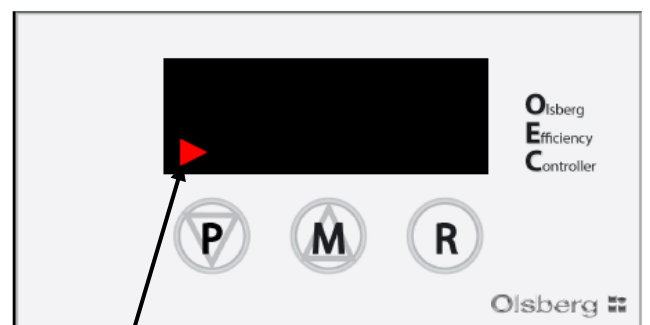 Olsberg
Efficiency
Controller
P M R
Olsberg